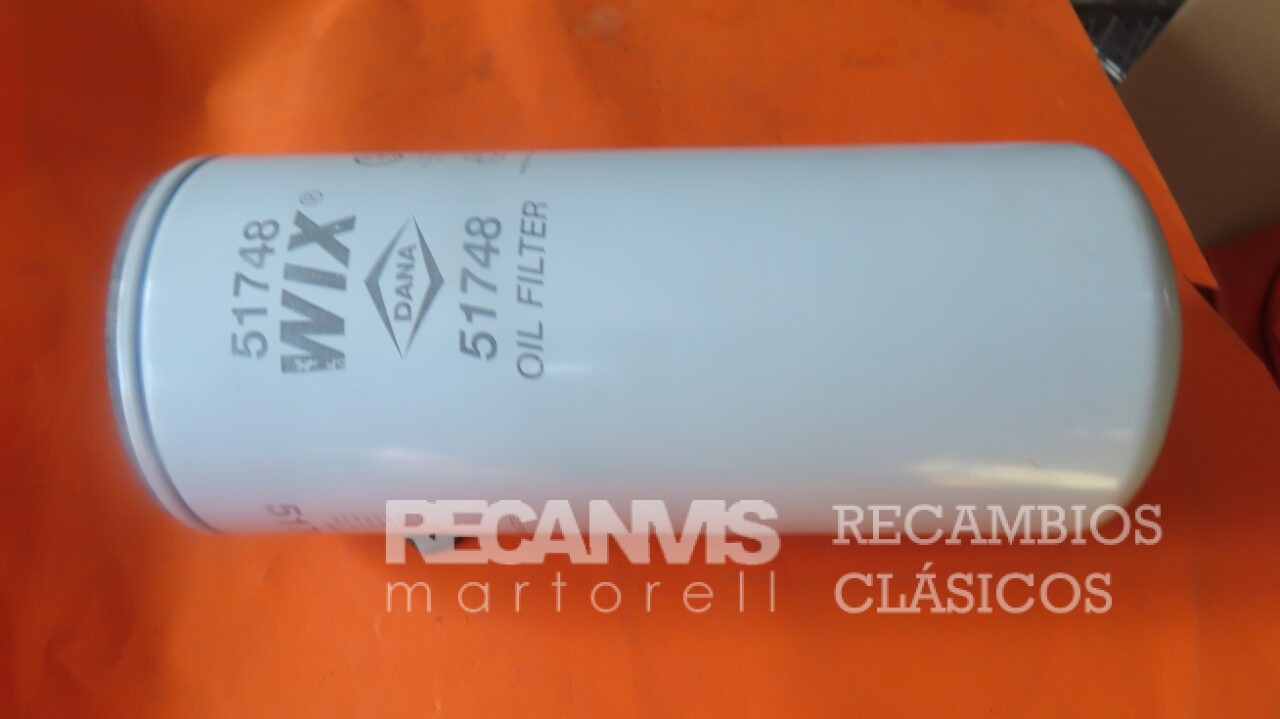 51748
WIX®
DANA
51748
OIL FILTER
RECANVIS
martorell
RECAMBIOS
CLÁSICOS